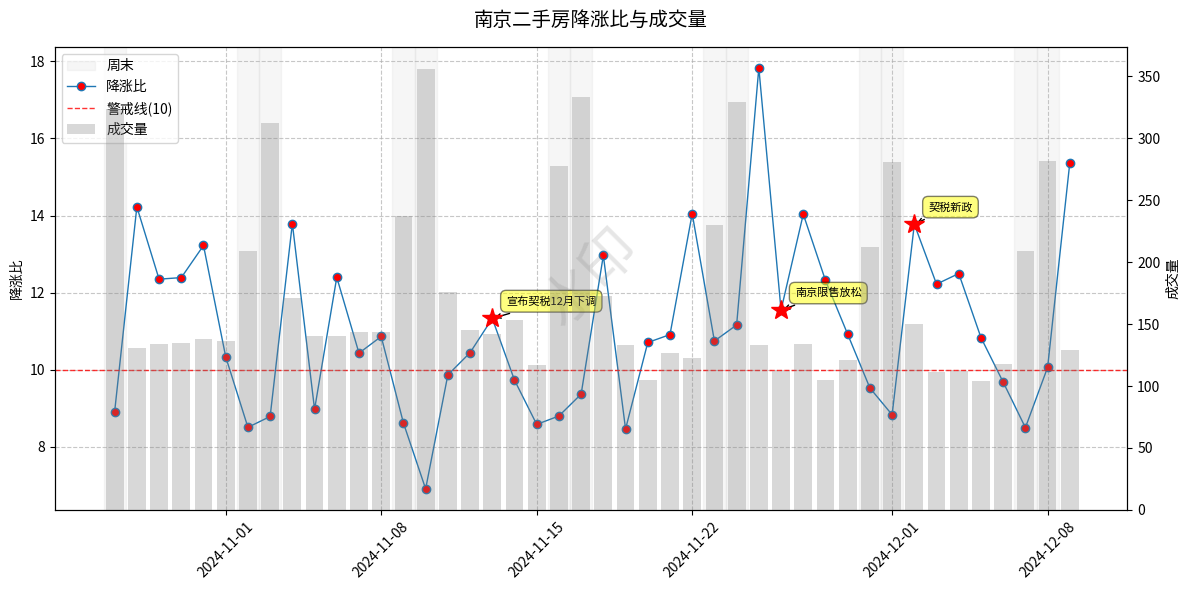 南京二手房降涨比与成交量
周末
降涨比
警戒线(10)
成交量
18
16
14
12
10
8
降涨比
350
300
250
200
150
100
50
0
成交量
契税新政
南京限售放松
宣布契税12月下调
水印
2024-11-01
2024-11-08
2024-11-15
2024-11-22
2024-12-01
2024-12-08